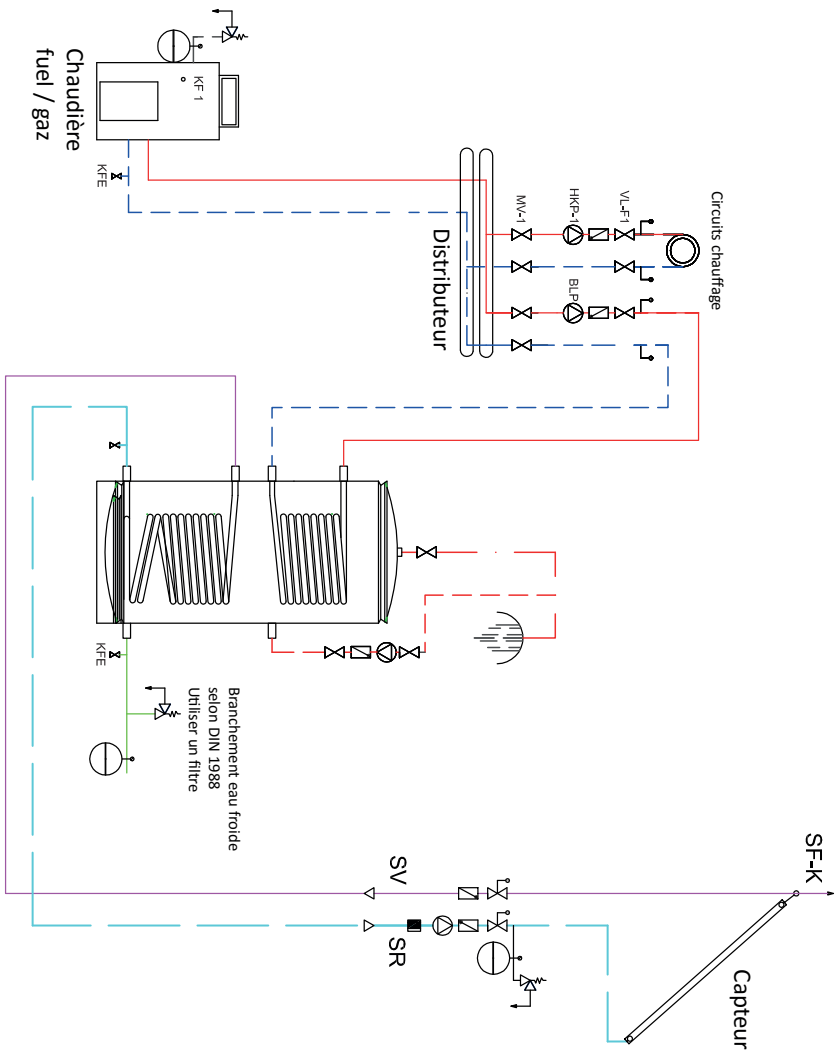 Chaudière
fuel / gaz
KF 1
KFE
Distributeur
MV-1
HKP-1
VL-F1
BLP
Circuits chauffage
KFE
Branchement eau froide
selon DIN 1988
Utiliser un filtre
SV
SR
SF-K
Capteur